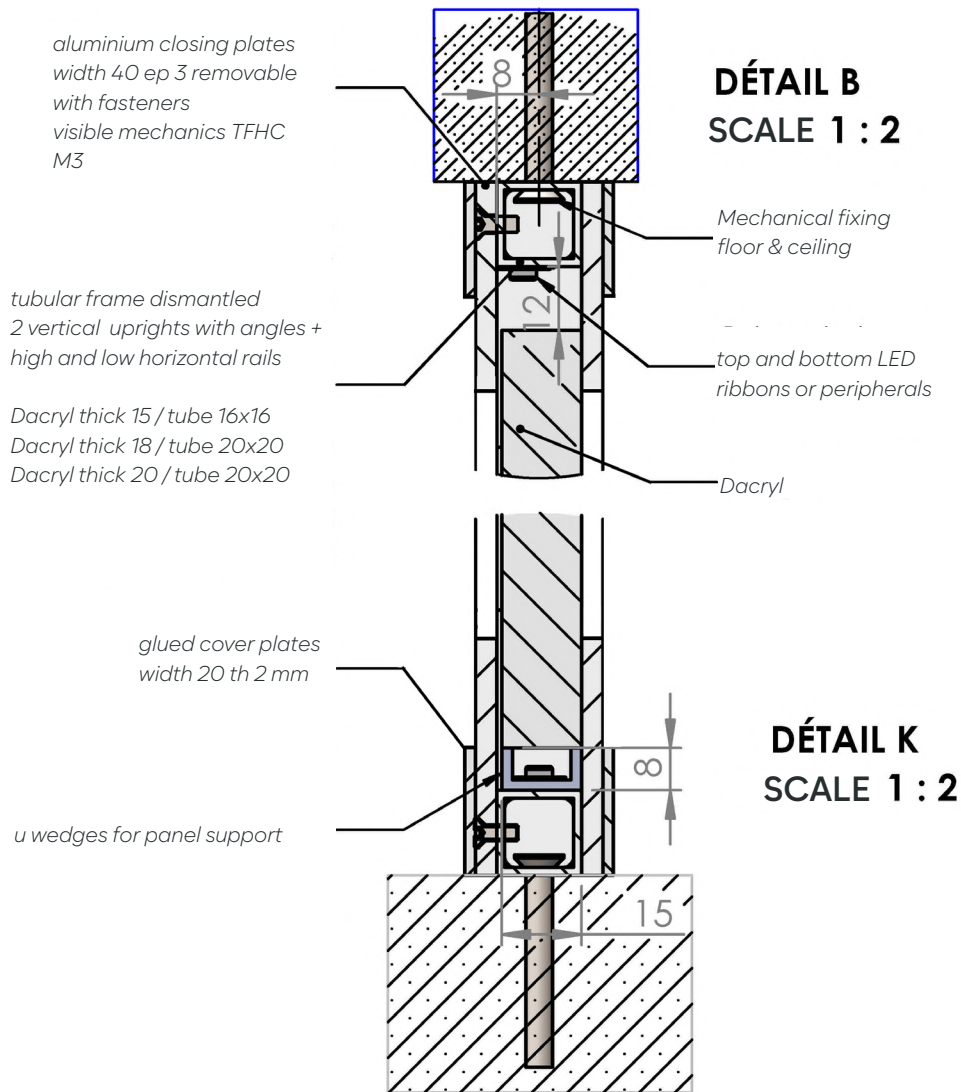 aluminium closing plates
width 40 ep 3 removable
with fasteners
visible mechanics TFHC
M3
8
DÉTAIL B
SCALE 1 : 2
Mechanical fixing
floor & ceiling
tubular frame dismantled
2 vertical uprights with angles +
high and low horizontal rails
12
top and bottom LED
ribbons or peripherals
Dacryl thick 15 / tube 16x16
Dacryl thick 18 / tube 20x20
Dacryl thick 20 / tube 20x20
Dacryl
glued cover plates
width 20 th 2 mm
8
DÉTAIL K
SCALE 1 : 2
u wedges for panel support
15